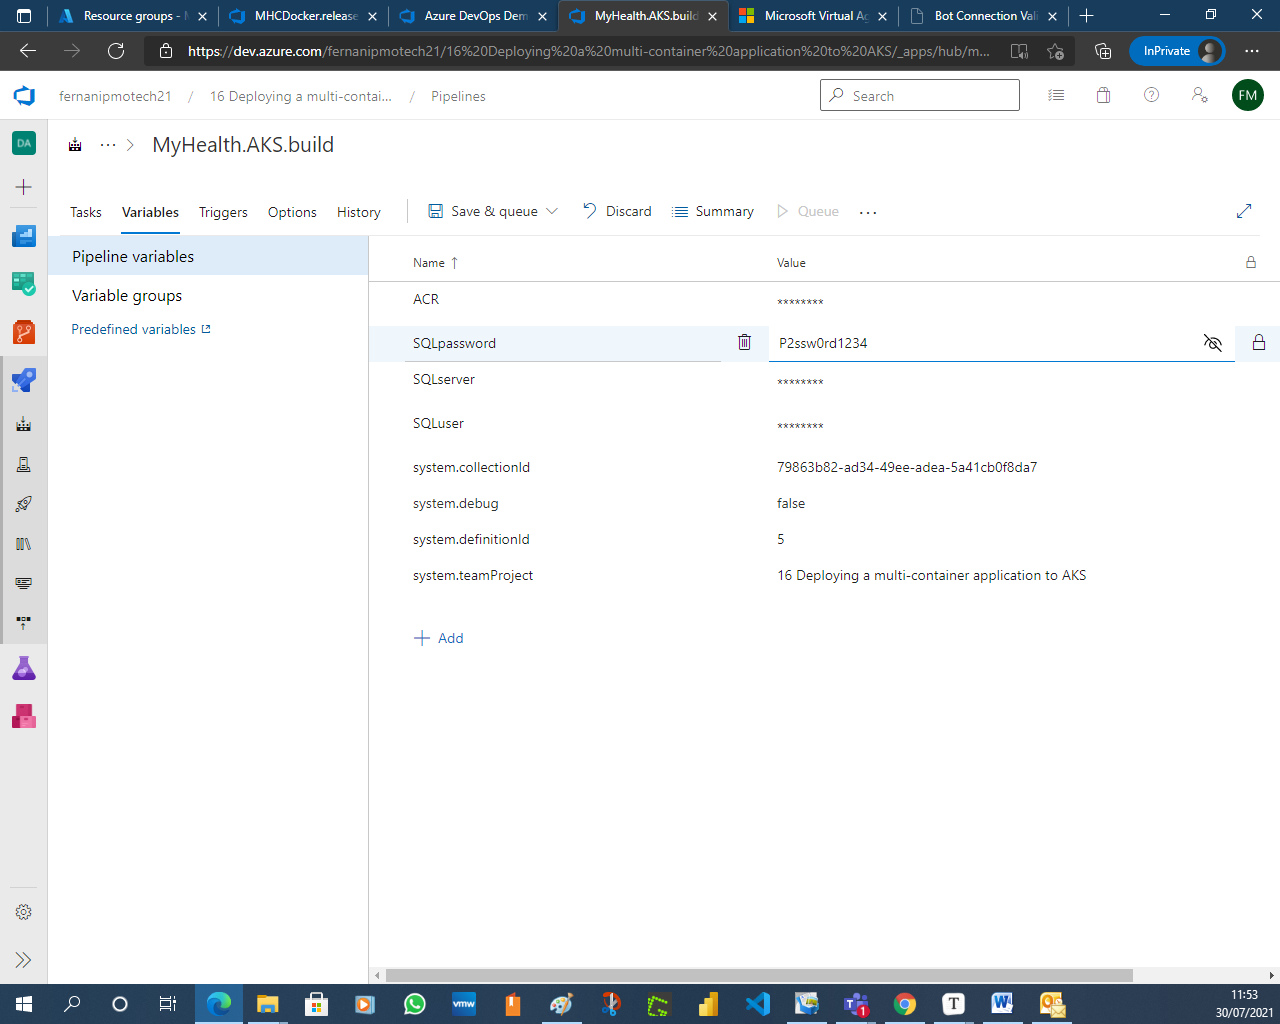 Resource groups - M
MHCDocker.release
Azure DevOps Dem
MyHealth.AKS.build
Microsoft Virtual Ag
Bot Connection Vali
https://dev.azure.com/fernanipmotech21/16%20Deploying%20a%20multi-container%20application%20to%20AKS/_apps/hub/m...
InPrivate
fernanipmotech21 / 16 Deploying a multi-contai... / Pipelines
Search
FM
DA
MyHealth.AKS.build
Tasks Variables Triggers Options History Save & queue Discard Summary Queue
Pipeline variables
Variable groups
Predefined variables
Name Value
ACR ********
SQLpassword P2ssw0rd1234
SQLserver ********
SQLuser ********
system.collectionId 79863b82-ad34-49ee-adea-5a41cb0f8da7
system.debug false
system.definitionId 5
system.teamProject 16 Deploying a multi-container application to AKS
Add
vmw
1
T
W
11:53
30/07/2021